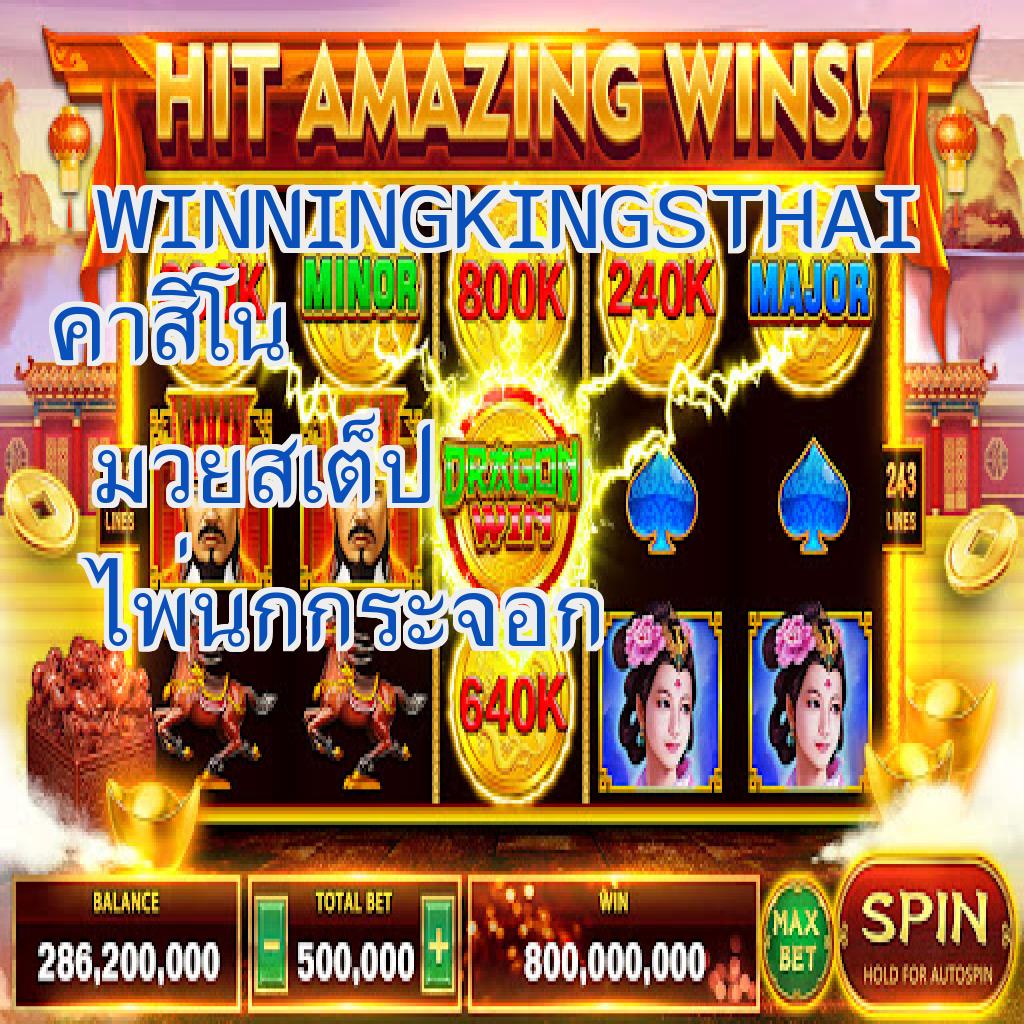 HIT AMAZING WINS!
WINNINGKINGSTHAI
MINOR 800K 240K MAJOR
คาสิโน
มวยสเต็ป
DRAGON WIN
243
LINES LINES
ไพ่นกกระจอก
640K
BALANCE TOTAL BET WIN
286,200,000 - 500,000 + 800,000,000
MAX BET
SPIN
HOLD FOR AUTOSPIN